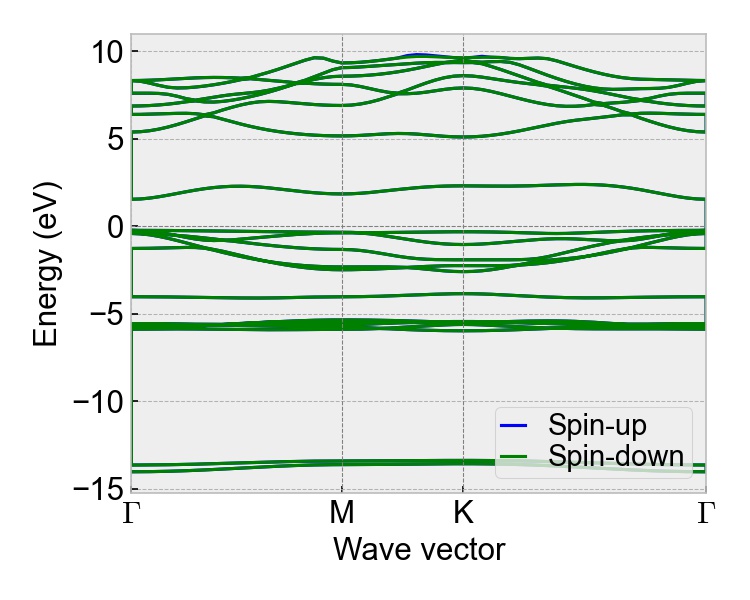 10
5
0
−5
−10
−15
Energy (eV)
Spin-up
Spin-down
Γ M K Γ
Wave vector